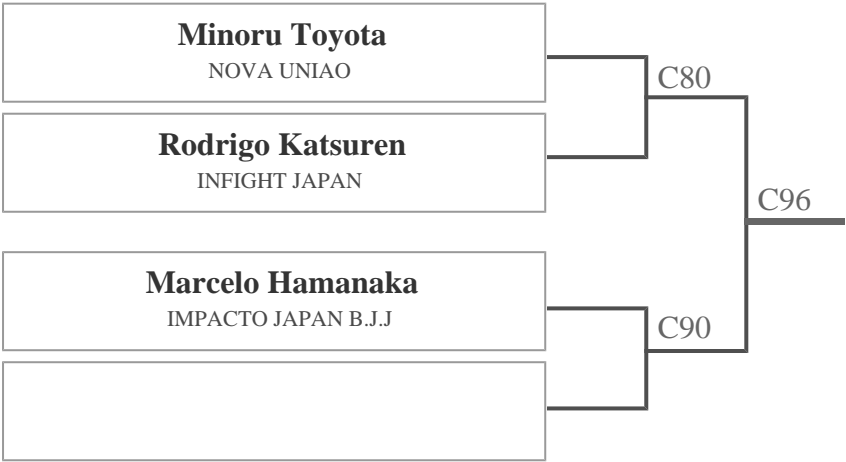 Minoru Toyota
NOVA UNIAO
C80
Rodrigo Katsuren
INFIGHT JAPAN
C96
Marcelo Hamanaka
IMPACTO JAPAN B.J.J
C90